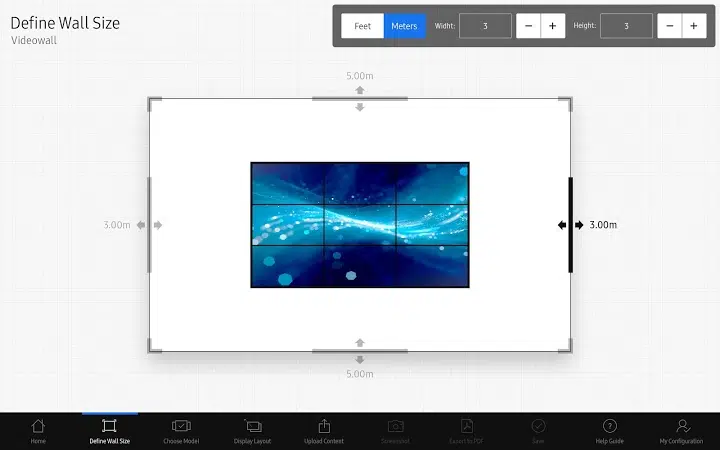 Define Wall Size
Videowall
Feet
Meters
Widht:
3
−
+
Height:
3
−
+
5.00m
3.00m
3.00m
5.00m
Home
Define Wall Size
Choose Model
Display Layout
Upload Content
Screenshot
Export to PDF
Save
Help Guide
My Configuration